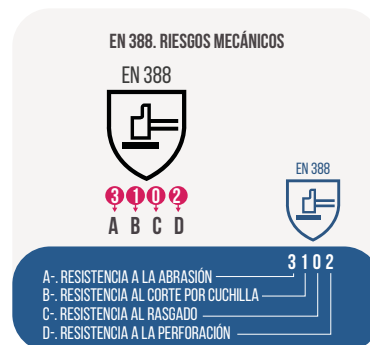 EN 388. RIESGOS MECÁNICOS
EN 388
3 1 0 2
A B C D
EN 388
3 1 0 2
A-. RESISTENCIA A LA ABRASIÓN
B-. RESISTENCIA AL CORTE POR CUCHILLA
C-. RESISTENCIA AL RASGADO
D-. RESISTENCIA A LA PERFORACIÓN